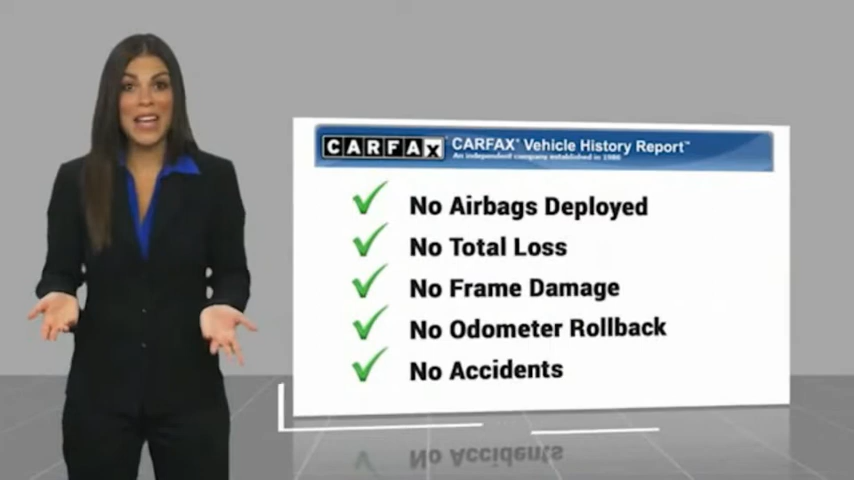 CARFAX CARFAX® Vehicle History Report™
An independent company established in 1986
No Airbags Deployed
No Total Loss
No Frame Damage
No Odometer Rollback
No Accidents
No Accidents